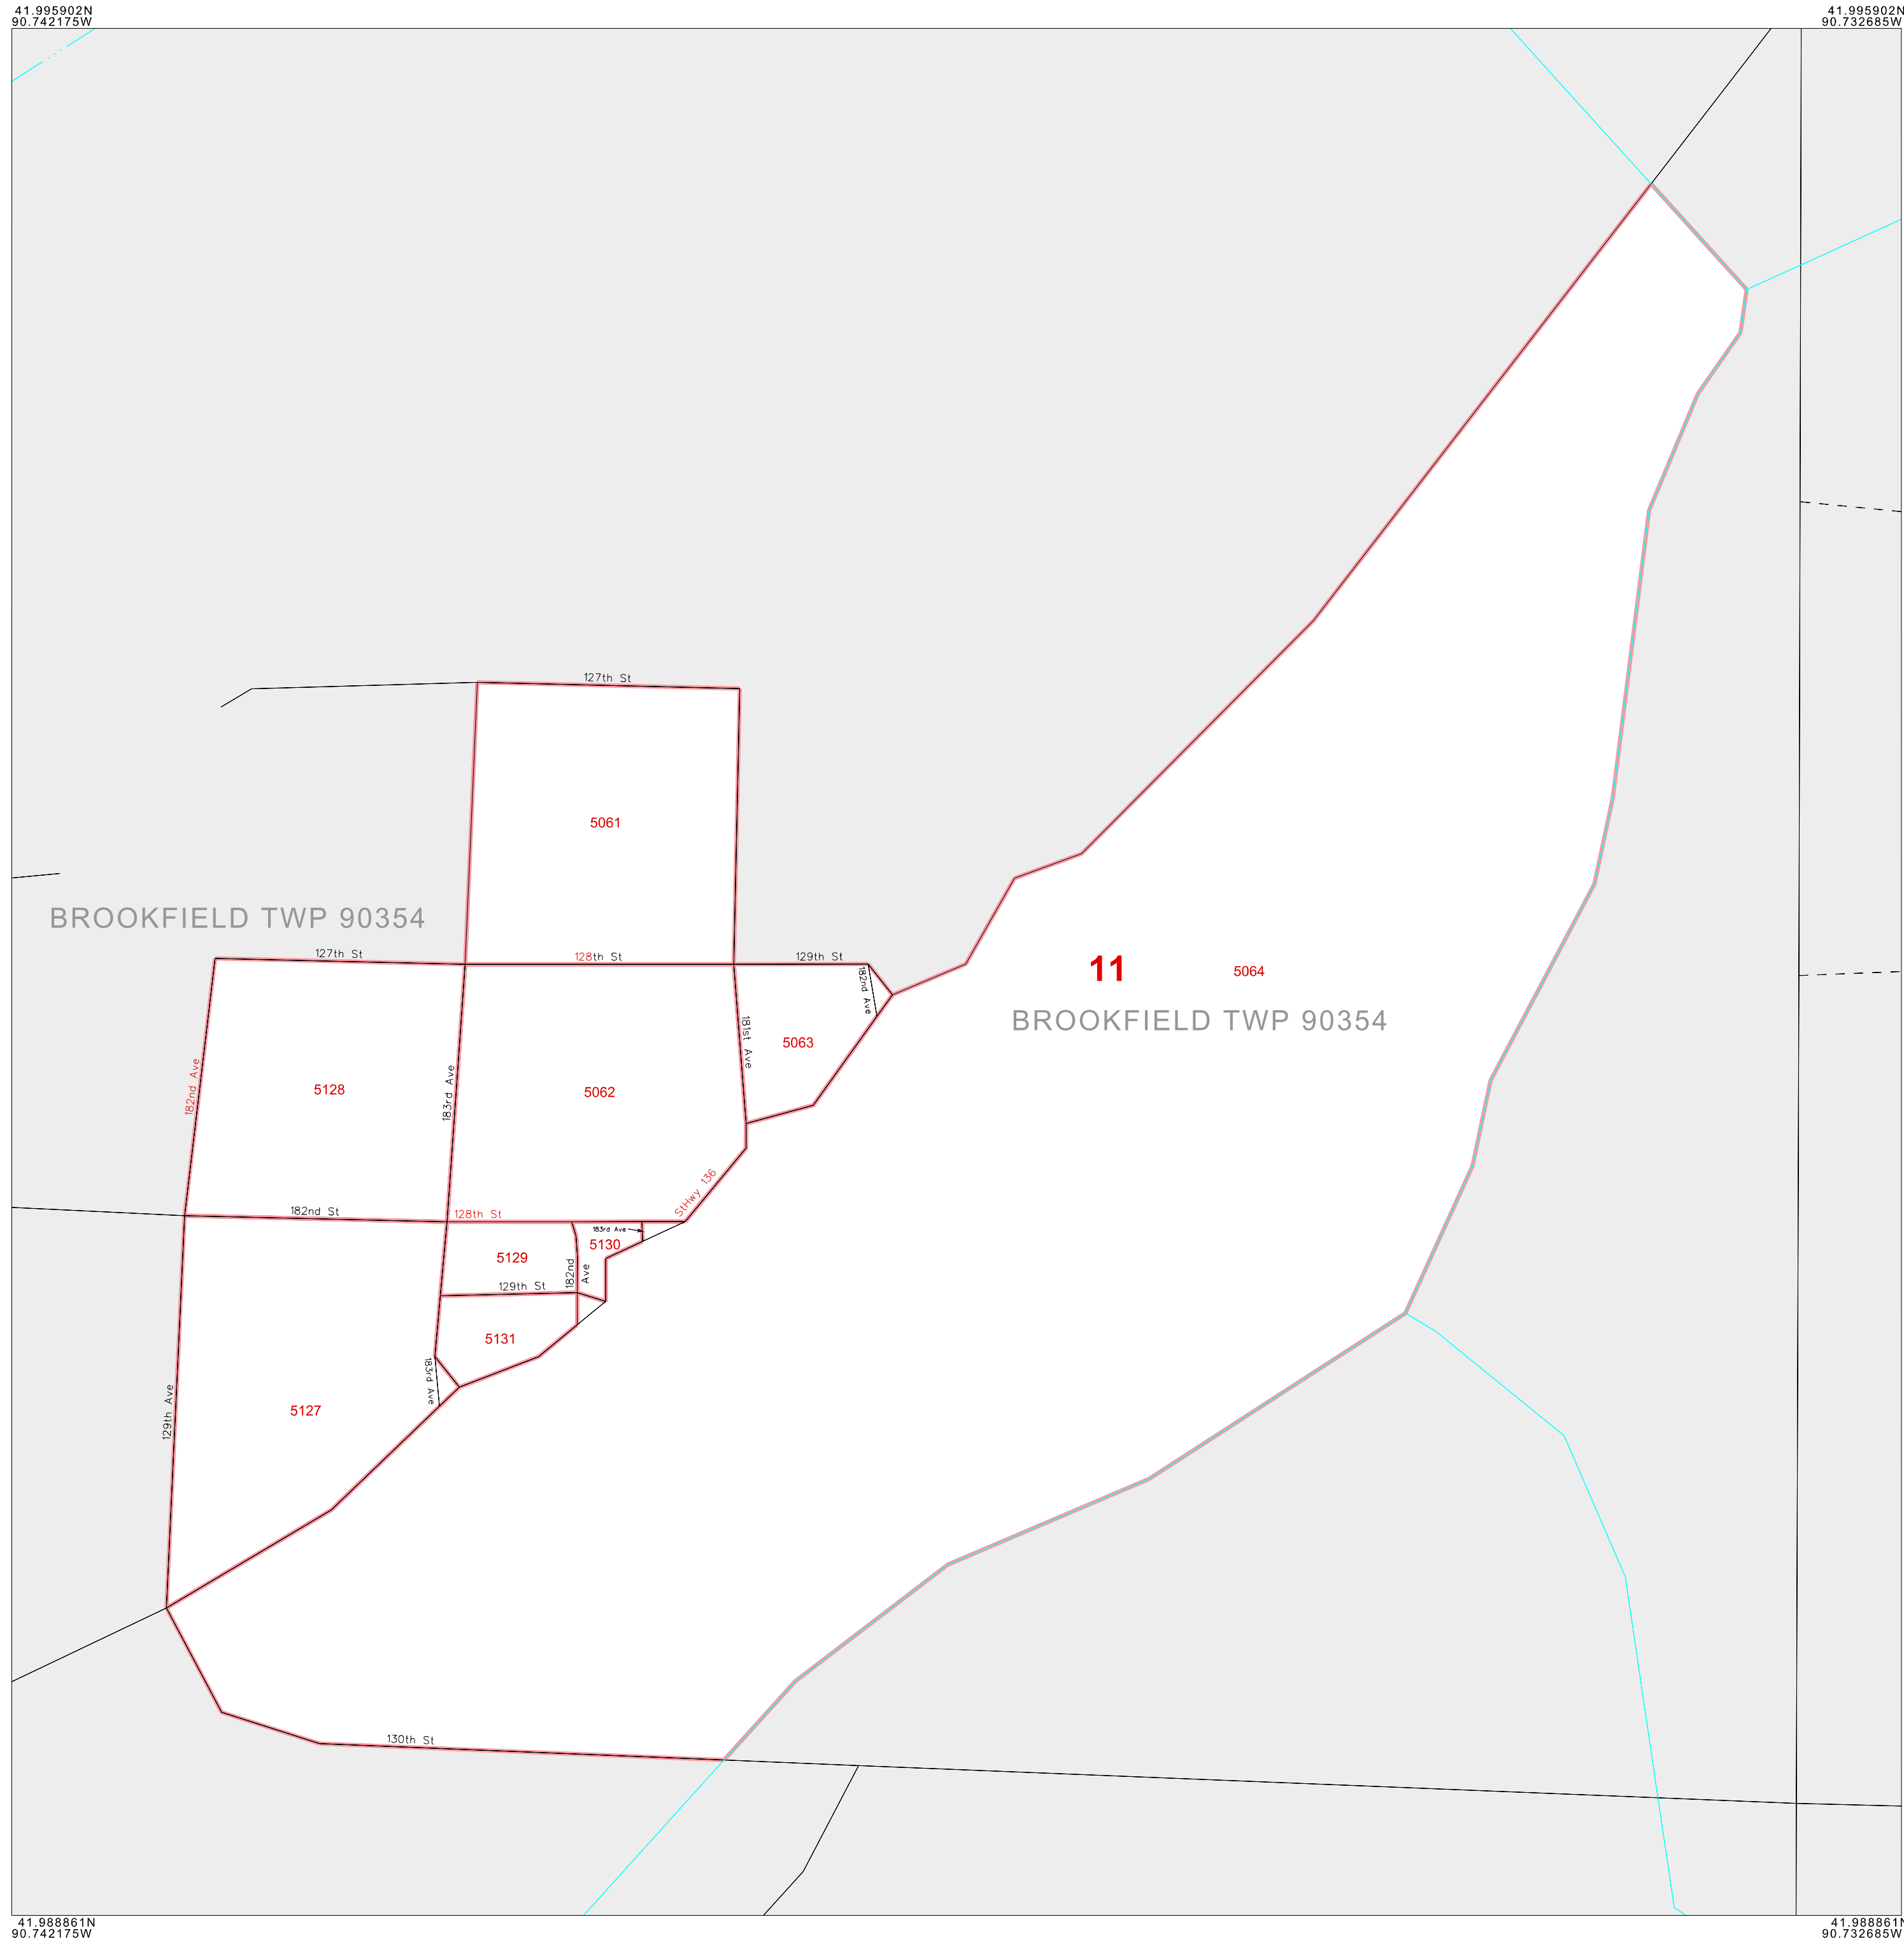 41.995902N
90.742175W
41.995902N
90.732685W
127th St
5061
BROOKFIELD TWP 90354
127th St
128th St
129th St
182nd Ave
11
5064
BROOKFIELD TWP 90354
181st Ave
5063
182nd Ave
5128
183rd Ave
5062
StHwy 136
182nd St
128th St
183rd Ave
5130
5129
182nd
Ave
129th St
5131
183rd Ave
5127
129th Ave
130th St
41.988861N
90.742175W
41.988861N
90.732685W